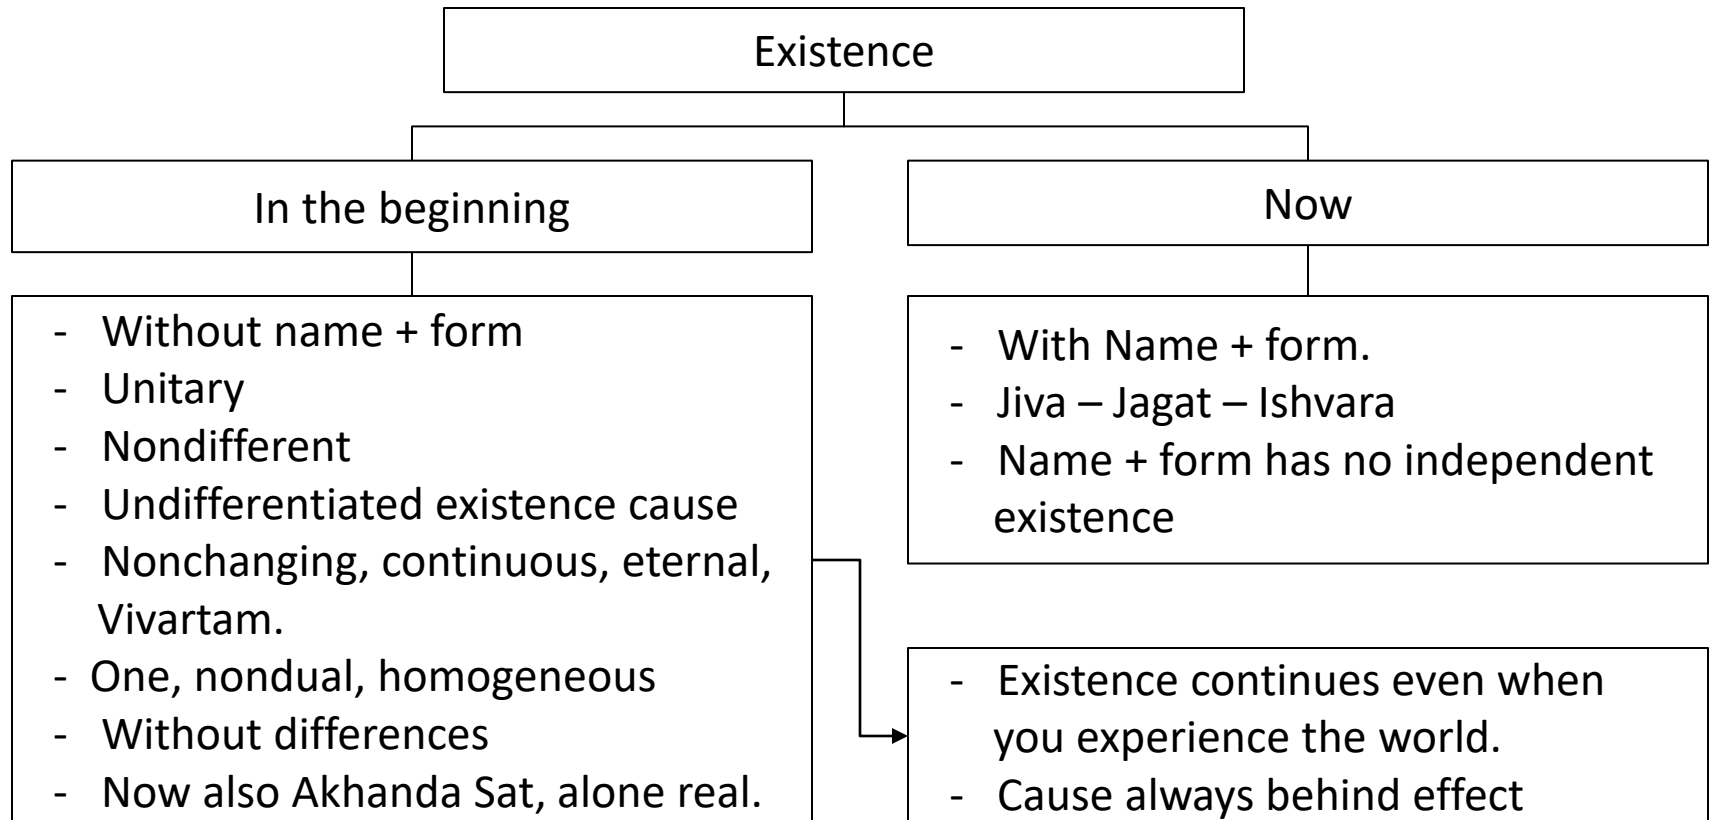 Existence
In the beginning
- Without name + form
- Unitary
- Nondifferent
- Undifferentiated existence cause
- Nonchanging, continuous, eternal,
Vivartam.
- One, nondual, homogeneous
- Without differences
- Now also Akhanda Sat, alone real.
Now
- With Name + form.
- Jiva – Jagat – Ishvara
- Name + form has no independent
existence
- Existence continues even when
you experience the world.
- Cause always behind effect